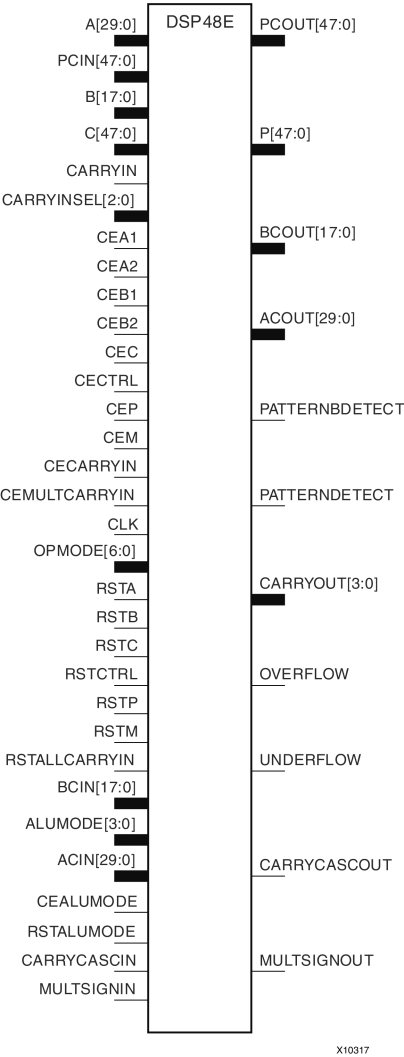 DSP48E
A[29:0]
PCIN[47:0]
B[17:0]
C[47:0]
CARRYIN
CARRYINSEL[2:0]
CEA1
CEA2
CEB1
CEB2
CEC
CECTRL
CEP
CEM
CECARRYIN
CEMULTCARRYIN
CLK
OPMODE[6:0]
RSTA
RSTB
RSTC
RSTCTRL
RSTP
RSTM
RSTALLCARRYIN
BCIN[17:0]
ALUMODE[3:0]
ACIN[29:0]
CEALUMODE
RSTALUMODE
CARRYCASCIN
MULTSIGNIN
PCOUT[47:0]
P[47:0]
BCOUT[17:0]
ACOUT[29:0]
PATTERNBDETECT
PATTERNDETECT
CARRYOUT[3:0]
OVERFLOW
UNDERFLOW
CARRYCASCOUT
MULTSIGNOUT
X10317